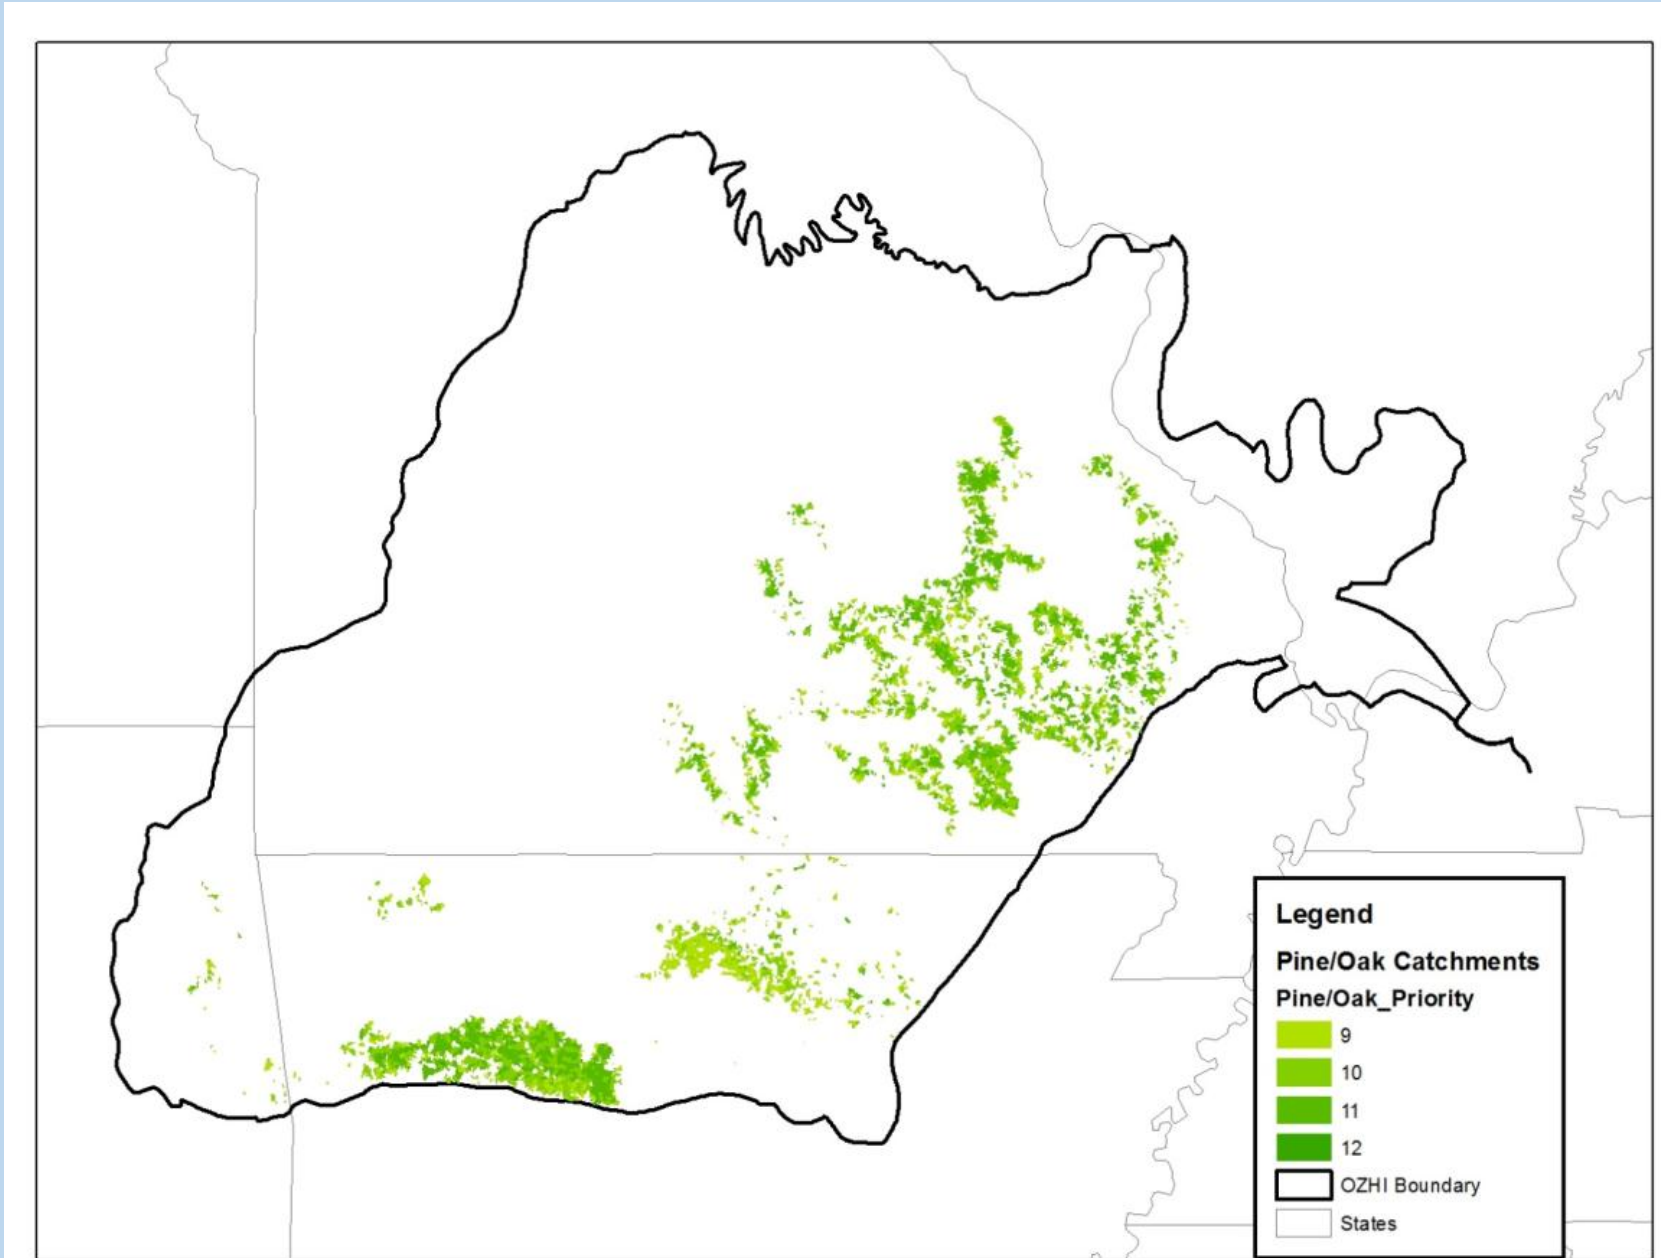 Legend
Pine/Oak Catchments
Pine/Oak_Priority
9
10
11
12
OZHI Boundary
States